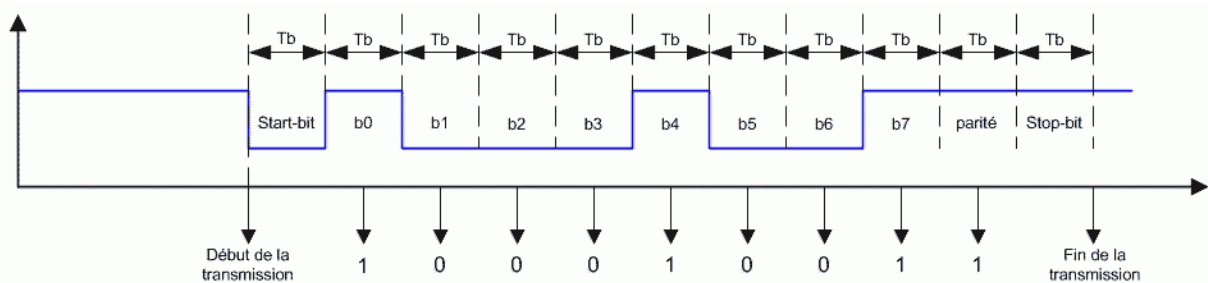 Tb Tb Tb Tb Tb Tb Tb Tb Tb Tb Tb
Start-bit b0 b1 b2 b3 b4 b5 b6 b7 parité Stop-bit
Début de la
transmission
1 0 0 0 1 0 0 1 1
Fin de la
transmission